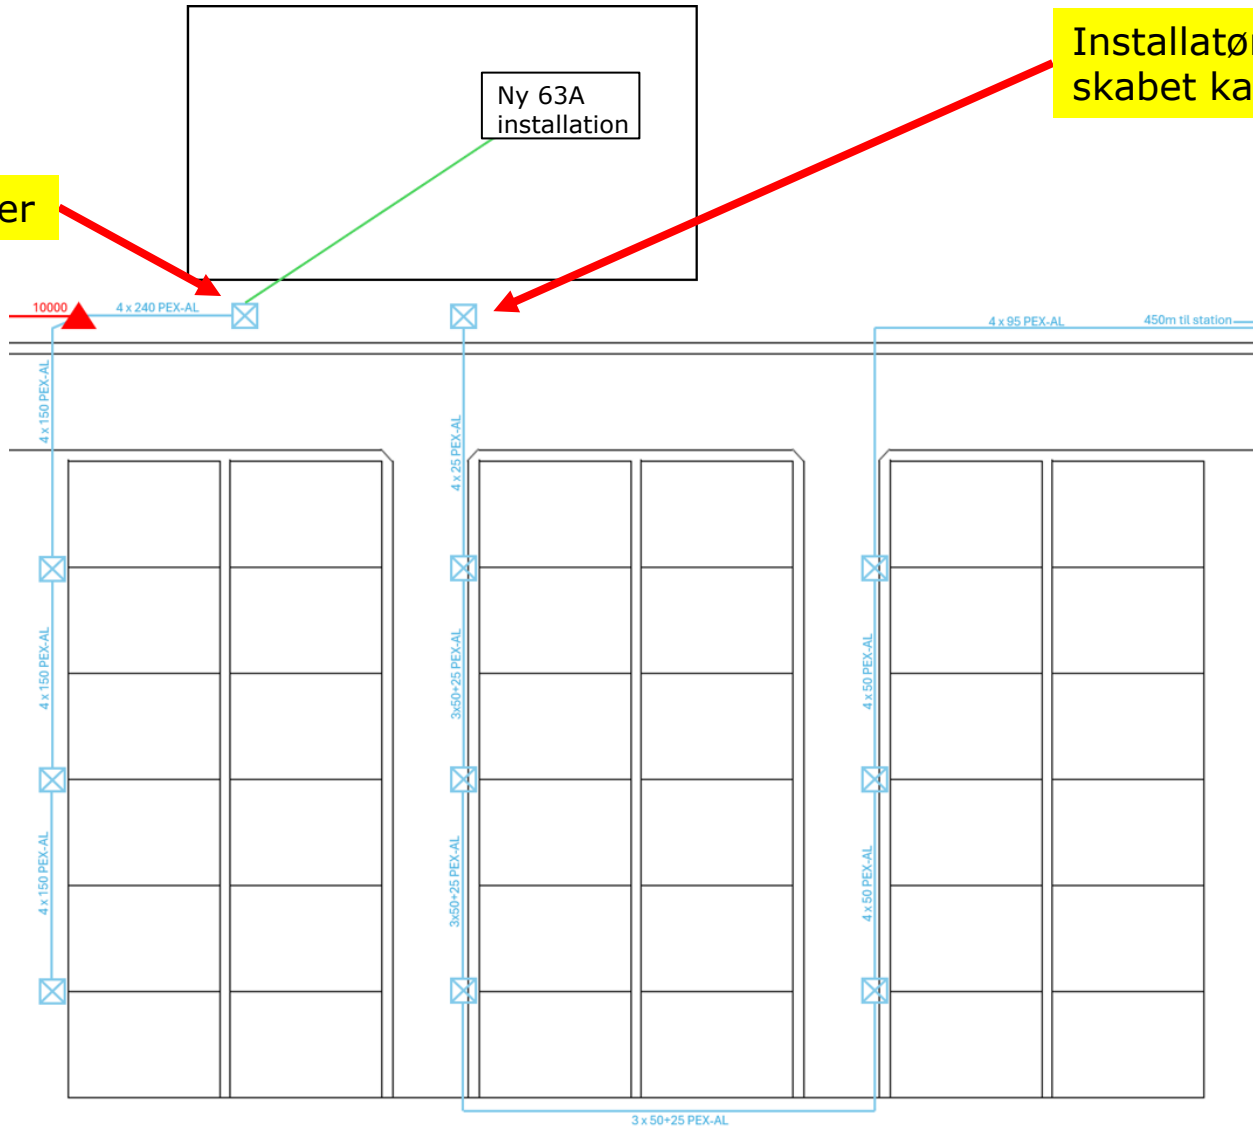 Installatør
skabet ka
Ny 63A
installation
er
10000
4 x 240 PEX-AL
4 x 95 PEX-AL
450m til station
4 x 150 PEX-AL
4 x 25 PEX-AL
4 x 150 PEX-AL
3x50+25 PEX-AL
4 x 50 PEX-AL
4 x 150 PEX-AL
3x50+25 PEX-AL
4 x 50 PEX-AL
3 x 50+25 PEX-AL